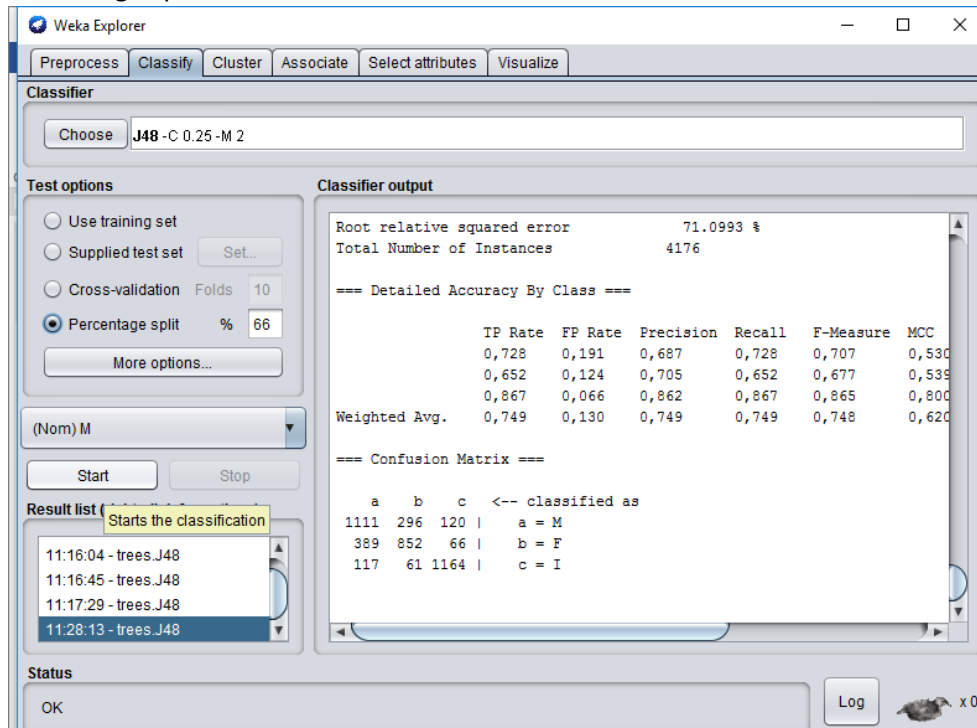 Weka Explorer
Preprocess Classify Cluster Associate Select attributes Visualize
Classifier
Choose J48 -C 0.25 -M 2
Test options
Use training set
Supplied test set Set...
Cross-validation Folds 10
Percentage split % 66
More options...
(Nom) M
Start Stop
Result list (
Starts the classification
11:16:04 - trees.J48
11:16:45 - trees.J48
11:17:29 - trees.J48
11:28:13 - trees.J48
Classifier output
Root relative squared error 71.0993 %
Total Number of Instances 4176
=== Detailed Accuracy By Class ===
TP Rate FP Rate Precision Recall F-Measure MCC
0,728 0,191 0,687 0,728 0,707 0,530
0,652 0,124 0,705 0,652 0,677 0,539
0,867 0,066 0,862 0,867 0,865 0,800
Weighted Avg. 0,749 0,130 0,749 0,749 0,748 0,620
=== Confusion Matrix ===
a b c <-- classified as
1111 296 120 | a = M
389 852 66 | b = F
117 61 1164 | c = I
Status
OK
Log
x 0